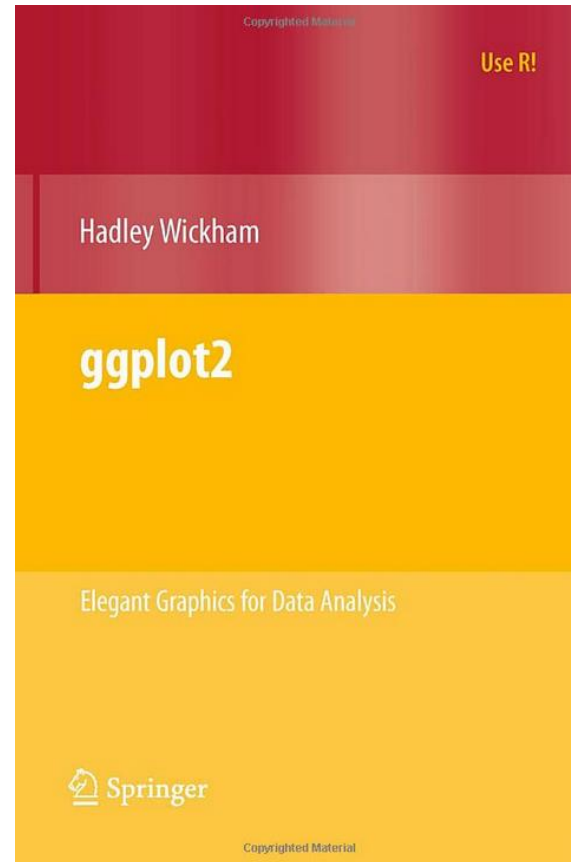 Copyrighted Material
Use R!
Hadley Wickham
ggplot2
Elegant Graphics for Data Analysis
Springer
Copyrighted Material